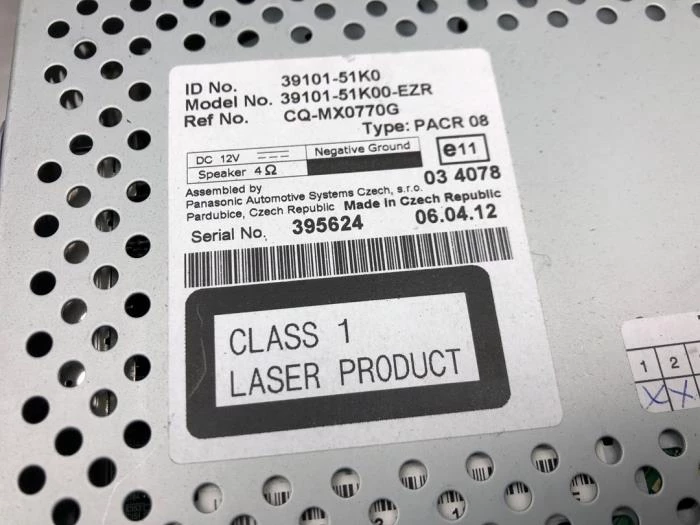 ID No. 39101-51K0
Model No. 39101-51K00-EZR
Ref No. CQ-MX0770G
Type: PACR 08
DC 12V Negative Ground
Speaker 4Ω
e11
03 4078
Assembled by
Panasonic Automotive Systems Czech, s.r.o.
Pardubice, Czech Republic Made in Czech Republic
Serial No. 395624 06.04.12
CLASS 1
LASER PRODUCT
1 2
X X